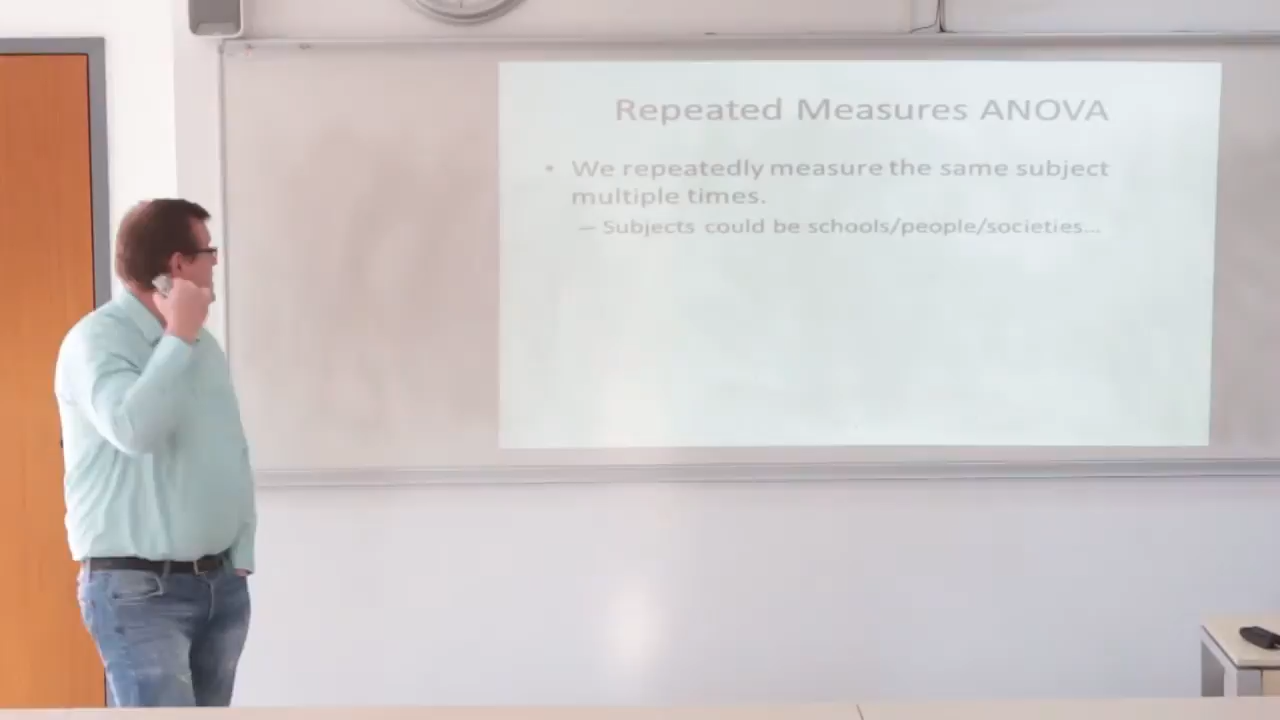 Repeated Measures ANOVA
• We repeatedly measure the same subject
multiple times.
– Subjects could be schools/people/societies...